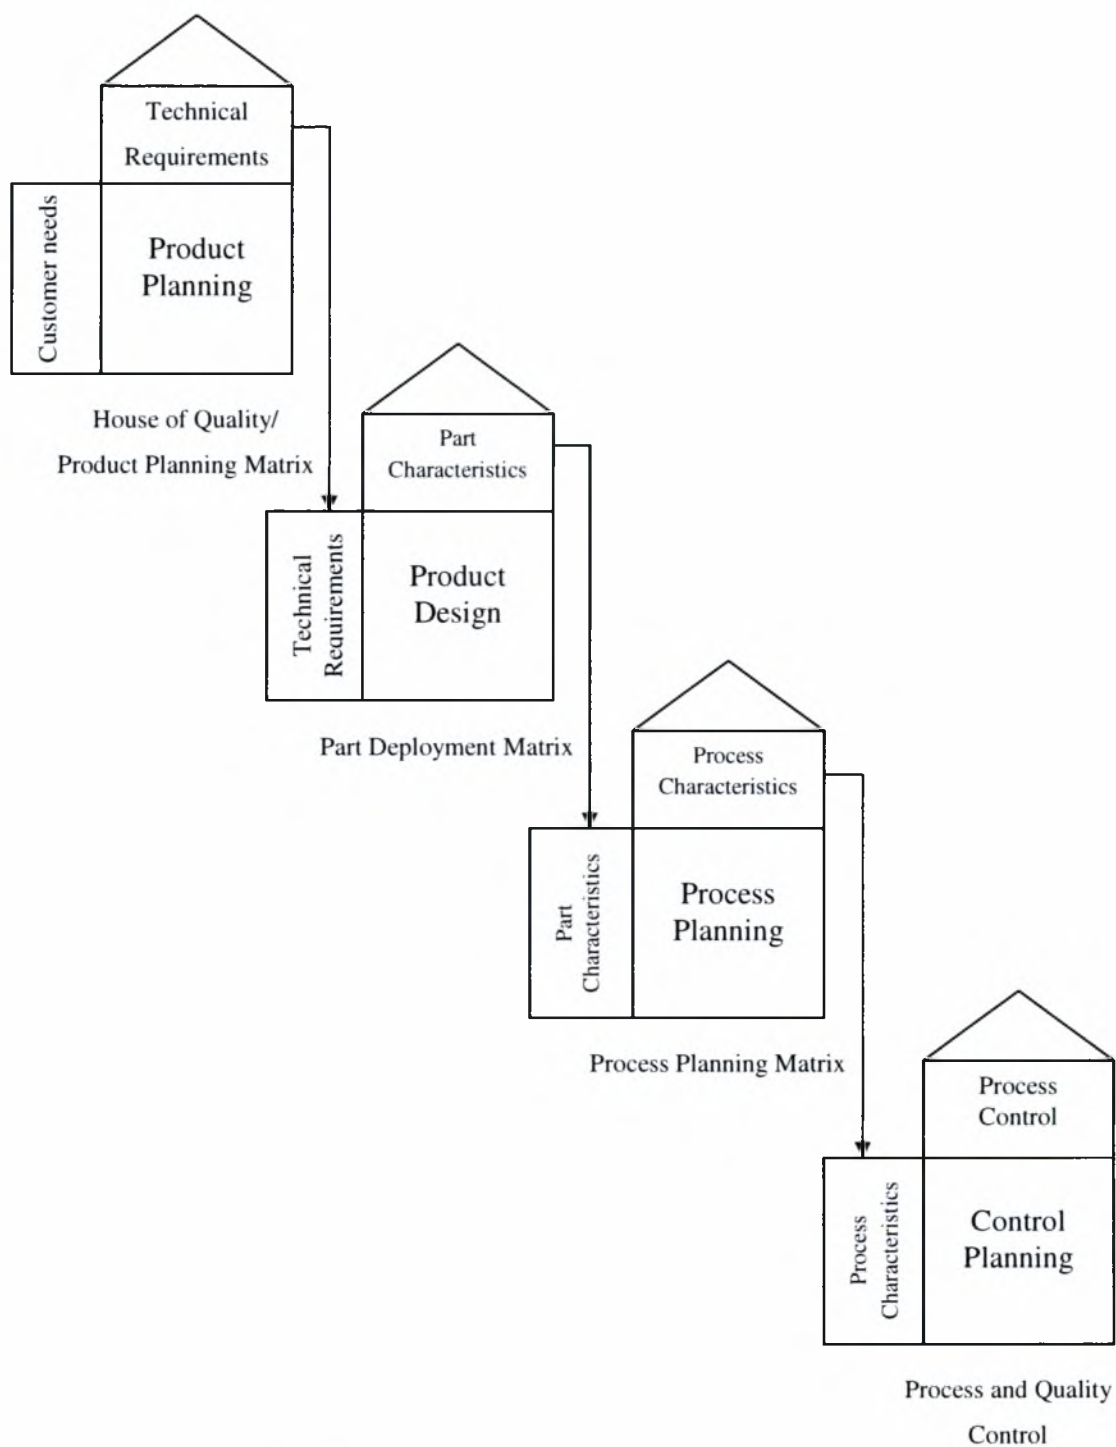 Technical
Requirements
Customer needs
Product
Planning
House of Quality/
Product Planning Matrix
Part
Characteristics
Technical
Requirements
Product
Design
Part Deployment Matrix
Process
Characteristics
Part
Characteristics
Process
Planning
Process Planning Matrix
Process
Control
Process
Characteristics
Control
Planning
Process and Quality
Control